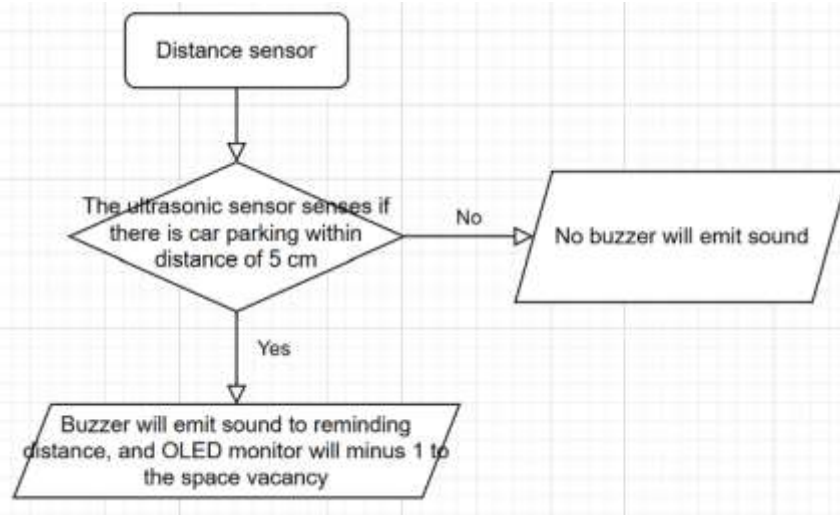 Distance sensor
The ultrasonic sensor senses if
there is car parking within
distance of 5 cm
No
No buzzer will emit sound
Yes
Buzzer will emit sound to reminding
distance, and OLED monitor will minus 1 to
the space vacancy